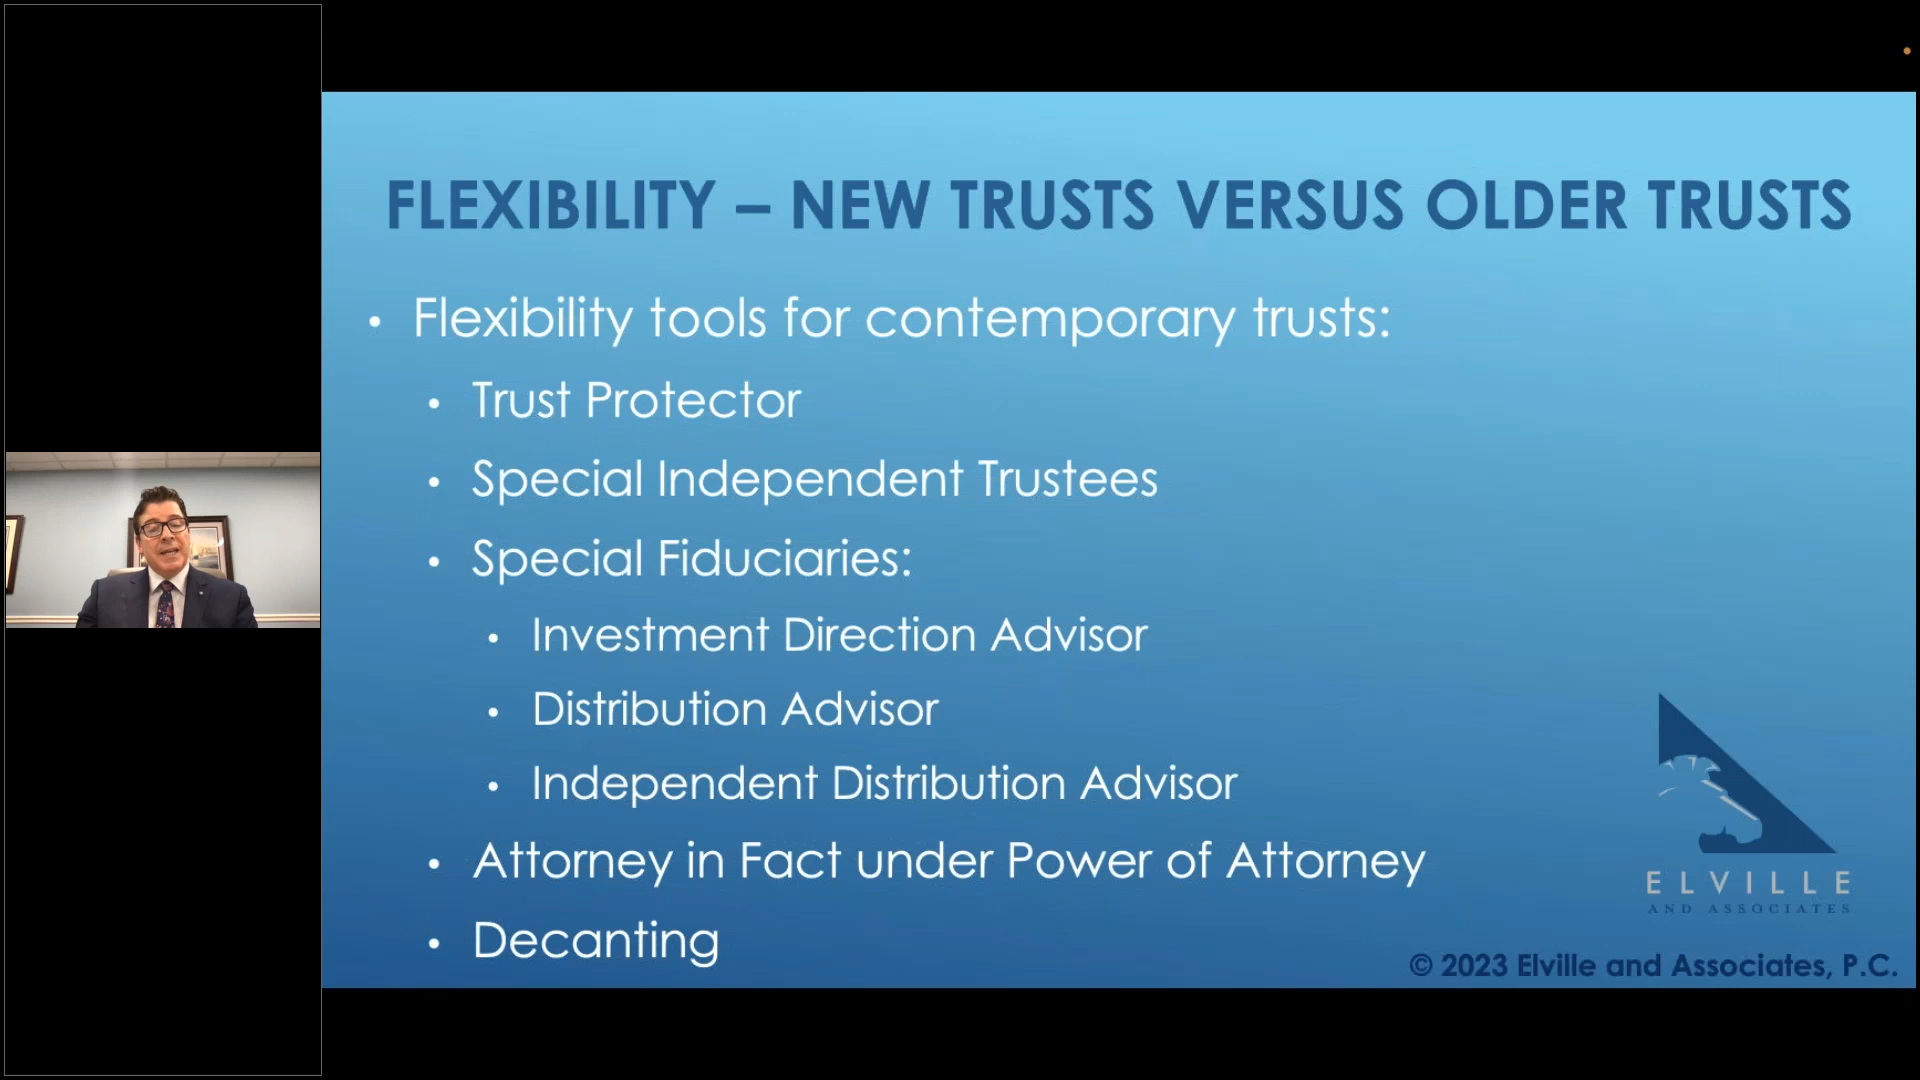 FLEXIBILITY – NEW TRUSTS VERSUS OLDER TRUSTS
• Flexibility tools for contemporary trusts:
• Trust Protector
• Special Independent Trustees
• Special Fiduciaries:
• Investment Direction Advisor
• Distribution Advisor
• Independent Distribution Advisor
• Attorney in Fact under Power of Attorney
• Decanting
ELVILLE
AND ASSOCIATES
© 2023 Elville and Associates, P.C.